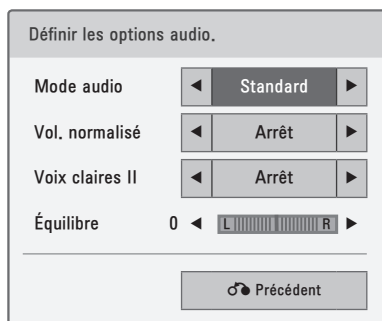 Définir les options audio.
Mode audio ◄ Standard ►
Vol. normalisé ◄ Arrêt ►
Voix claires II ◄ Arrêt ►
Équilibre 0 ◄ L R ►
Précédent